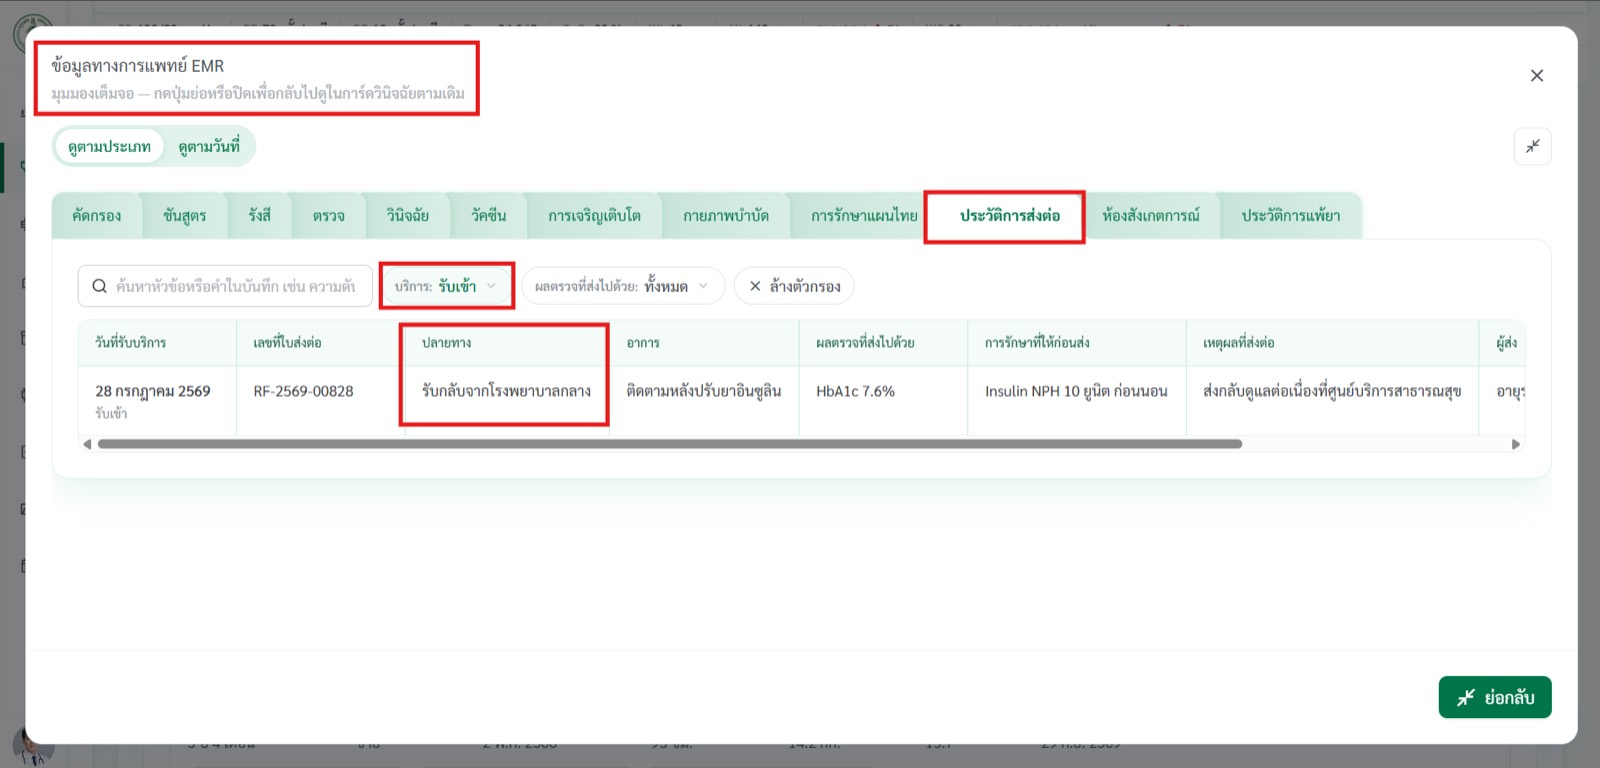 ข้อมูลทางการแพทย์ EMR
มุมมองเต็มจอ — กดปุ่มย่อหรือปิดเพื่อกลับไปดูในการ์ดวินิจฉัยตามเดิม
ดูตามประเภท ดูตามวันที่
คัดกรอง ชันสูตร รังสี ตรวจ วินิจฉัย วัคซีน การเจริญเติบโต กายภาพบำบัด การรักษาแผนไทย ประวัติการส่งต่อ ห้องสังเกตการณ์ ประวัติการแพ้ยา
ค้นหาหัวข้อหรือคำในบันทึก เช่น ความดัน บริการ: รับเข้า ผลตรวจที่ส่งไปด้วย: ทั้งหมด ล้างตัวกรอง
วันที่รับบริการ เลขที่ใบส่งต่อ ปลายทาง อาการ ผลตรวจที่ส่งไปด้วย การรักษาที่ให้ก่อนส่ง เหตุผลที่ส่งต่อ ผู้ส่ง
28 กรกฎาคม 2569 RF-2569-00828 รับกลับจากโรงพยาบาลกลาง ติดตามหลังปรับยาอินซูลิน HbA1c 7.6% Insulin NPH 10 ยูนิต ก่อนนอน ส่งกลับดูแลต่อเนื่องที่ศูนย์บริการสาธารณสุข
รับเข้า
ย่อกลับ